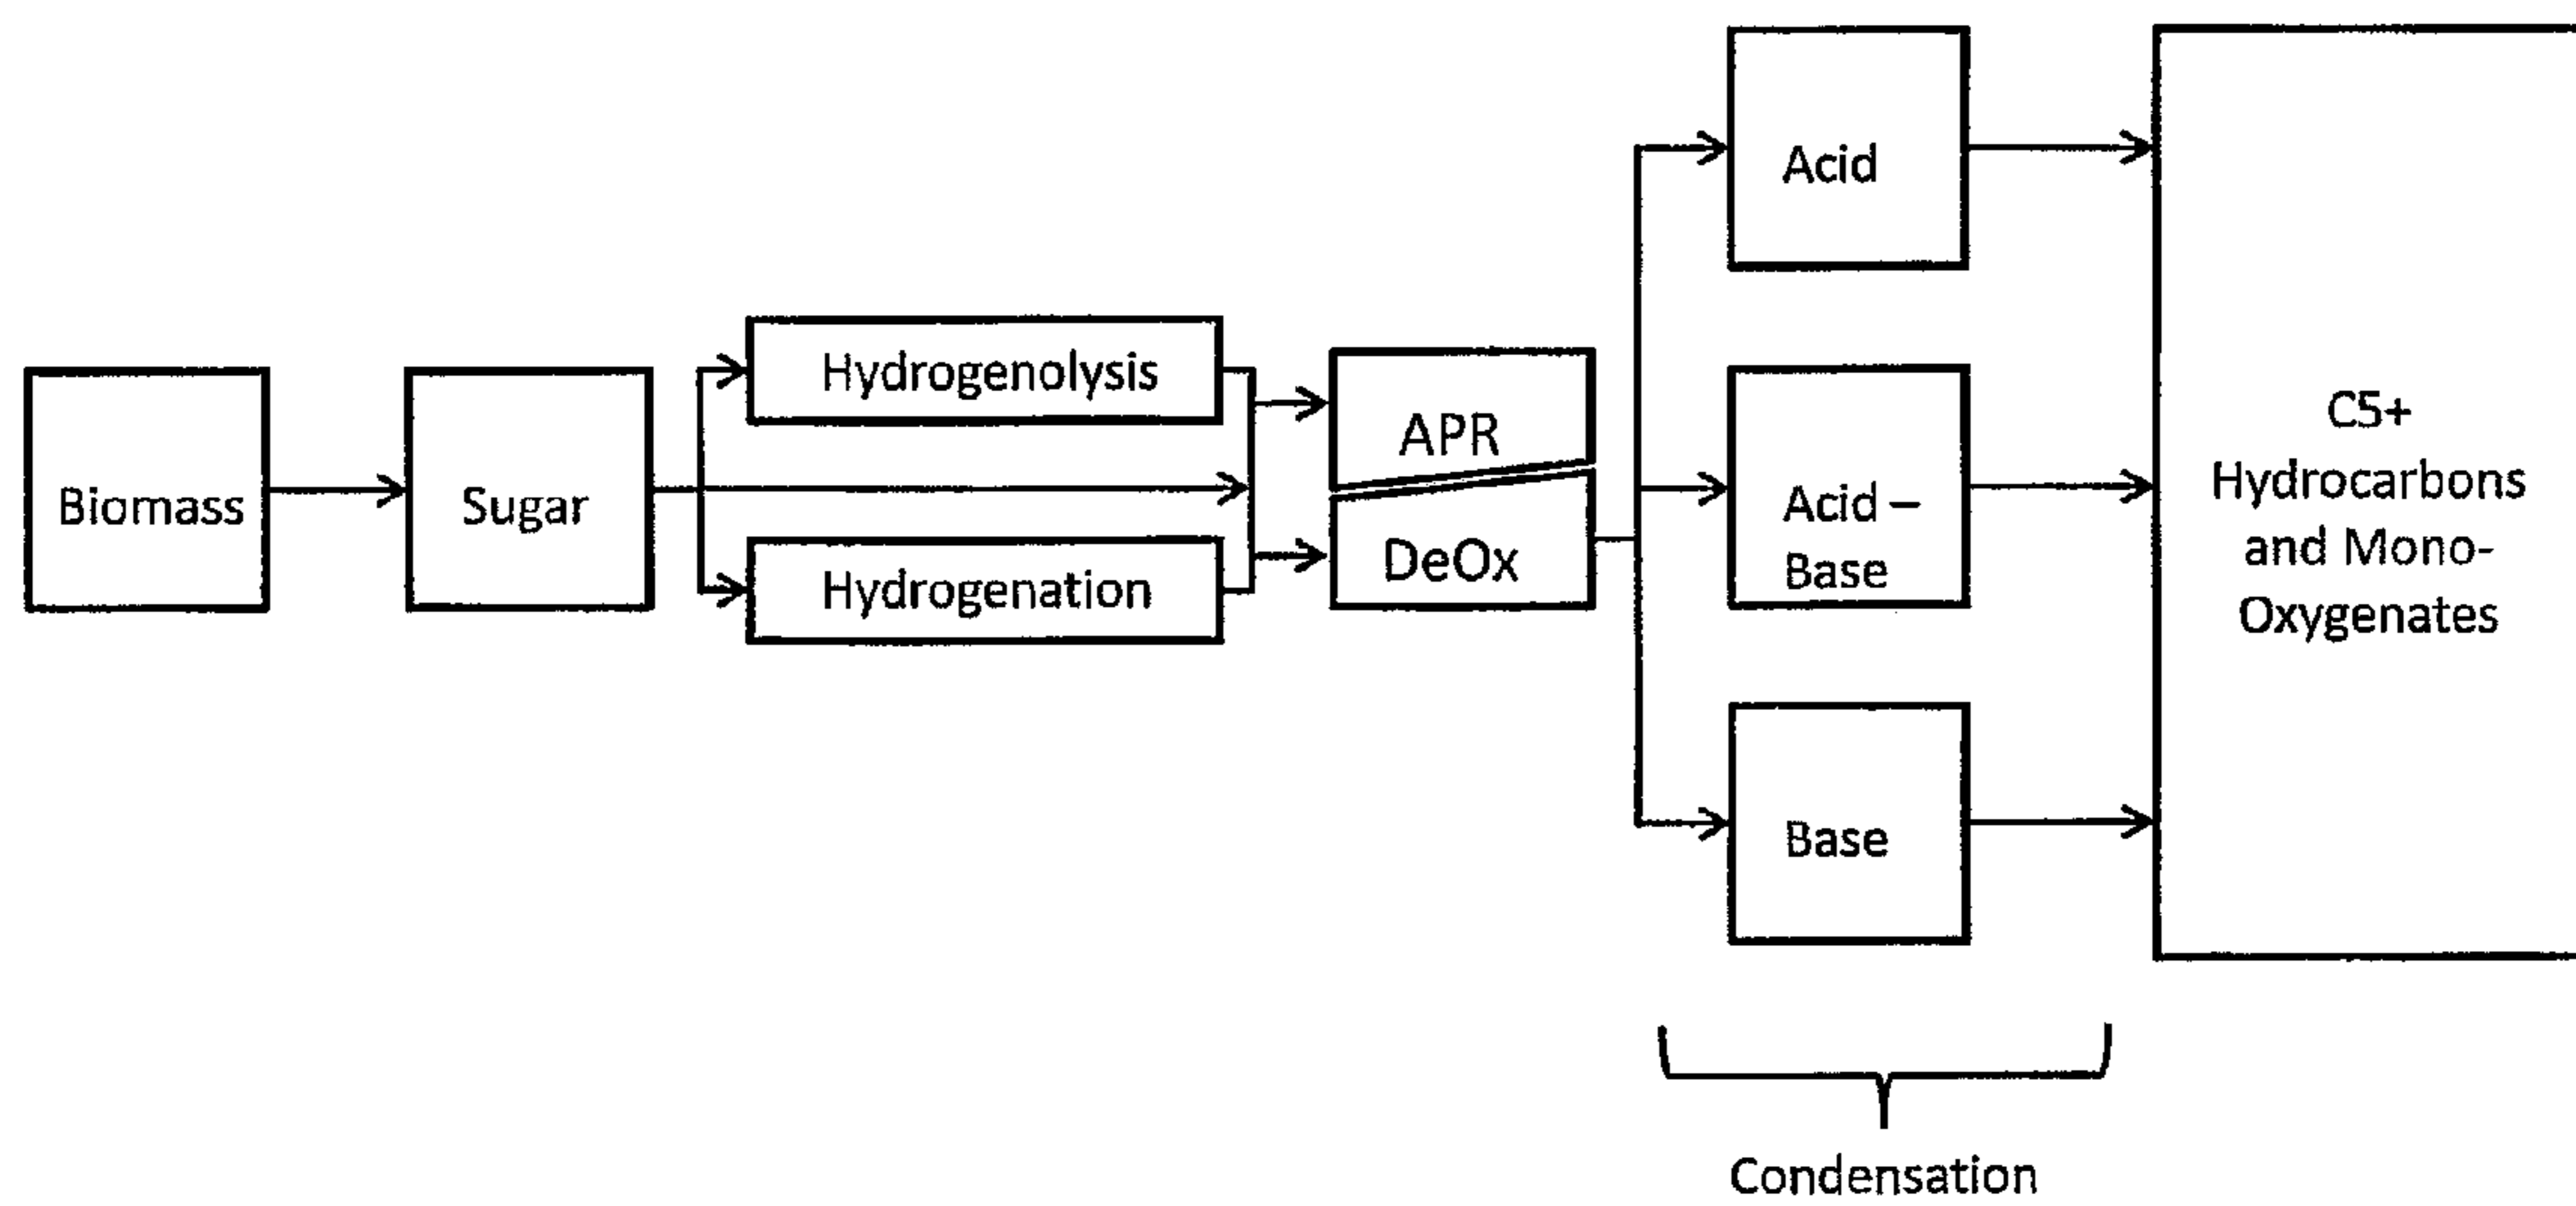 Biomass
Sugar
Hydrogenolysis
Hydrogenation
APR
DeOx
Acid
Acid –
Base
Base
C5+
Hydrocarbons
and Mono-
Oxygenates
Condensation